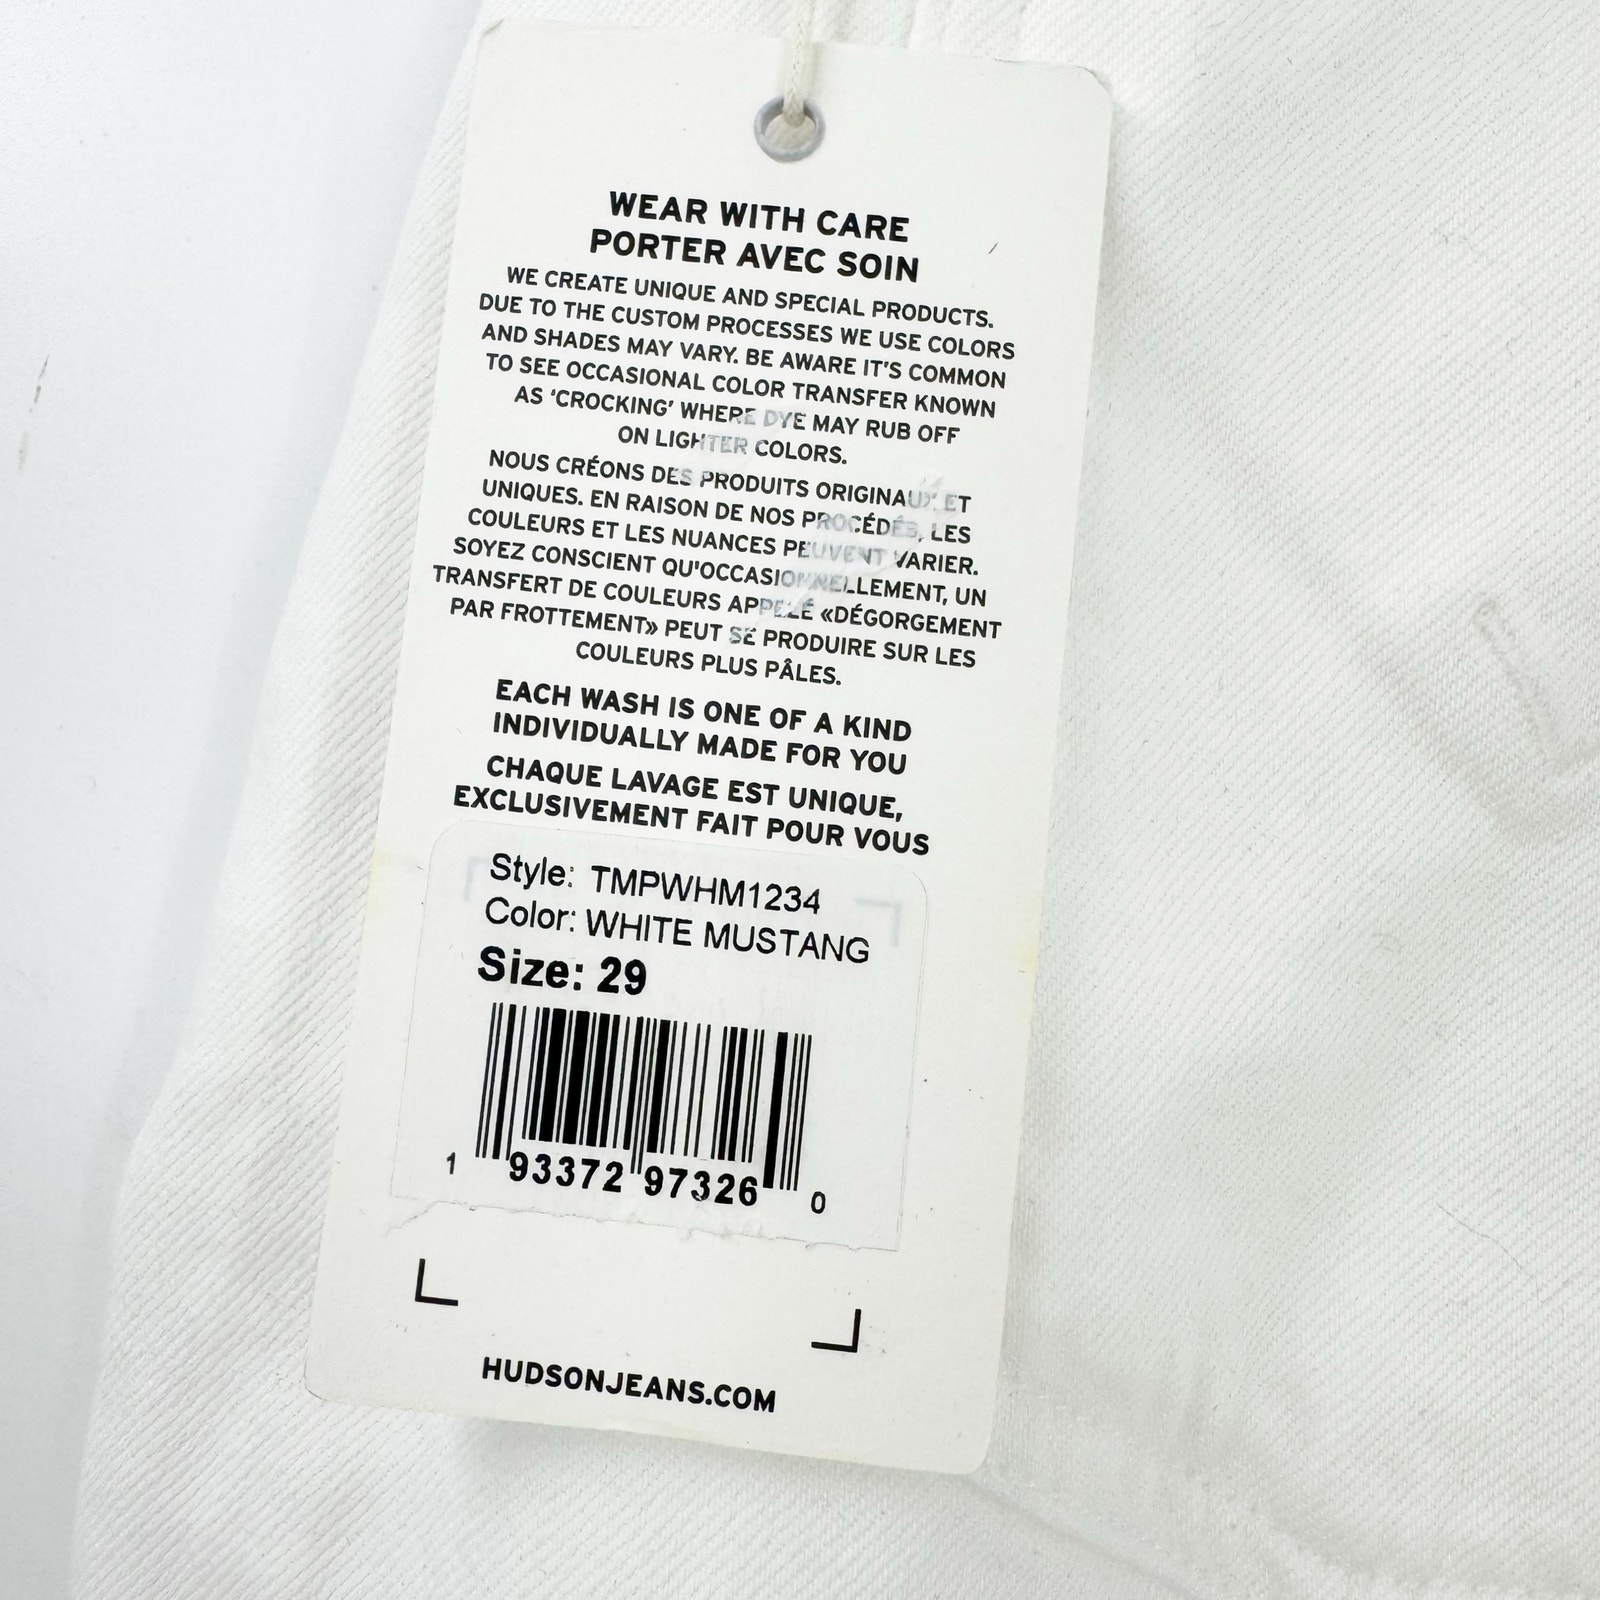 WEAR WITH CARE
PORTER AVEC SOIN
WE CREATE UNIQUE AND SPECIAL PRODUCTS.
DUE TO THE CUSTOM PROCESSES WE USE COLORS
AND SHADES MAY VARY. BE AWARE IT'S COMMON
TO SEE OCCASIONAL COLOR TRANSFER KNOWN
AS ‘CROCKING’ WHERE DYE MAY RUB OFF
ON LIGHTER COLORS.
NOUS CRÉONS DES PRODUITS ORIGINAUX ET
UNIQUES. EN RAISON DE NOS PROCÉDÉS, LES
COULEURS ET LES NUANCES PEUVENT VARIER.
SOYEZ CONSCIENT QU'OCCASIONNELLEMENT, UN
TRANSFERT DE COULEURS APPELÉ «DÉGORGEMENT
PAR FROTTEMENT» PEUT SE PRODUIRE SUR LES
COULEURS PLUS PÂLES.
EACH WASH IS ONE OF A KIND
INDIVIDUALLY MADE FOR YOU
CHAQUE LAVAGE EST UNIQUE,
EXCLUSIVEMENT FAIT POUR VOUS
Style: TMPWHM1234
Color: WHITE MUSTANG
Size: 29
1 93372 97326 0
HUDSONJEANS.COM